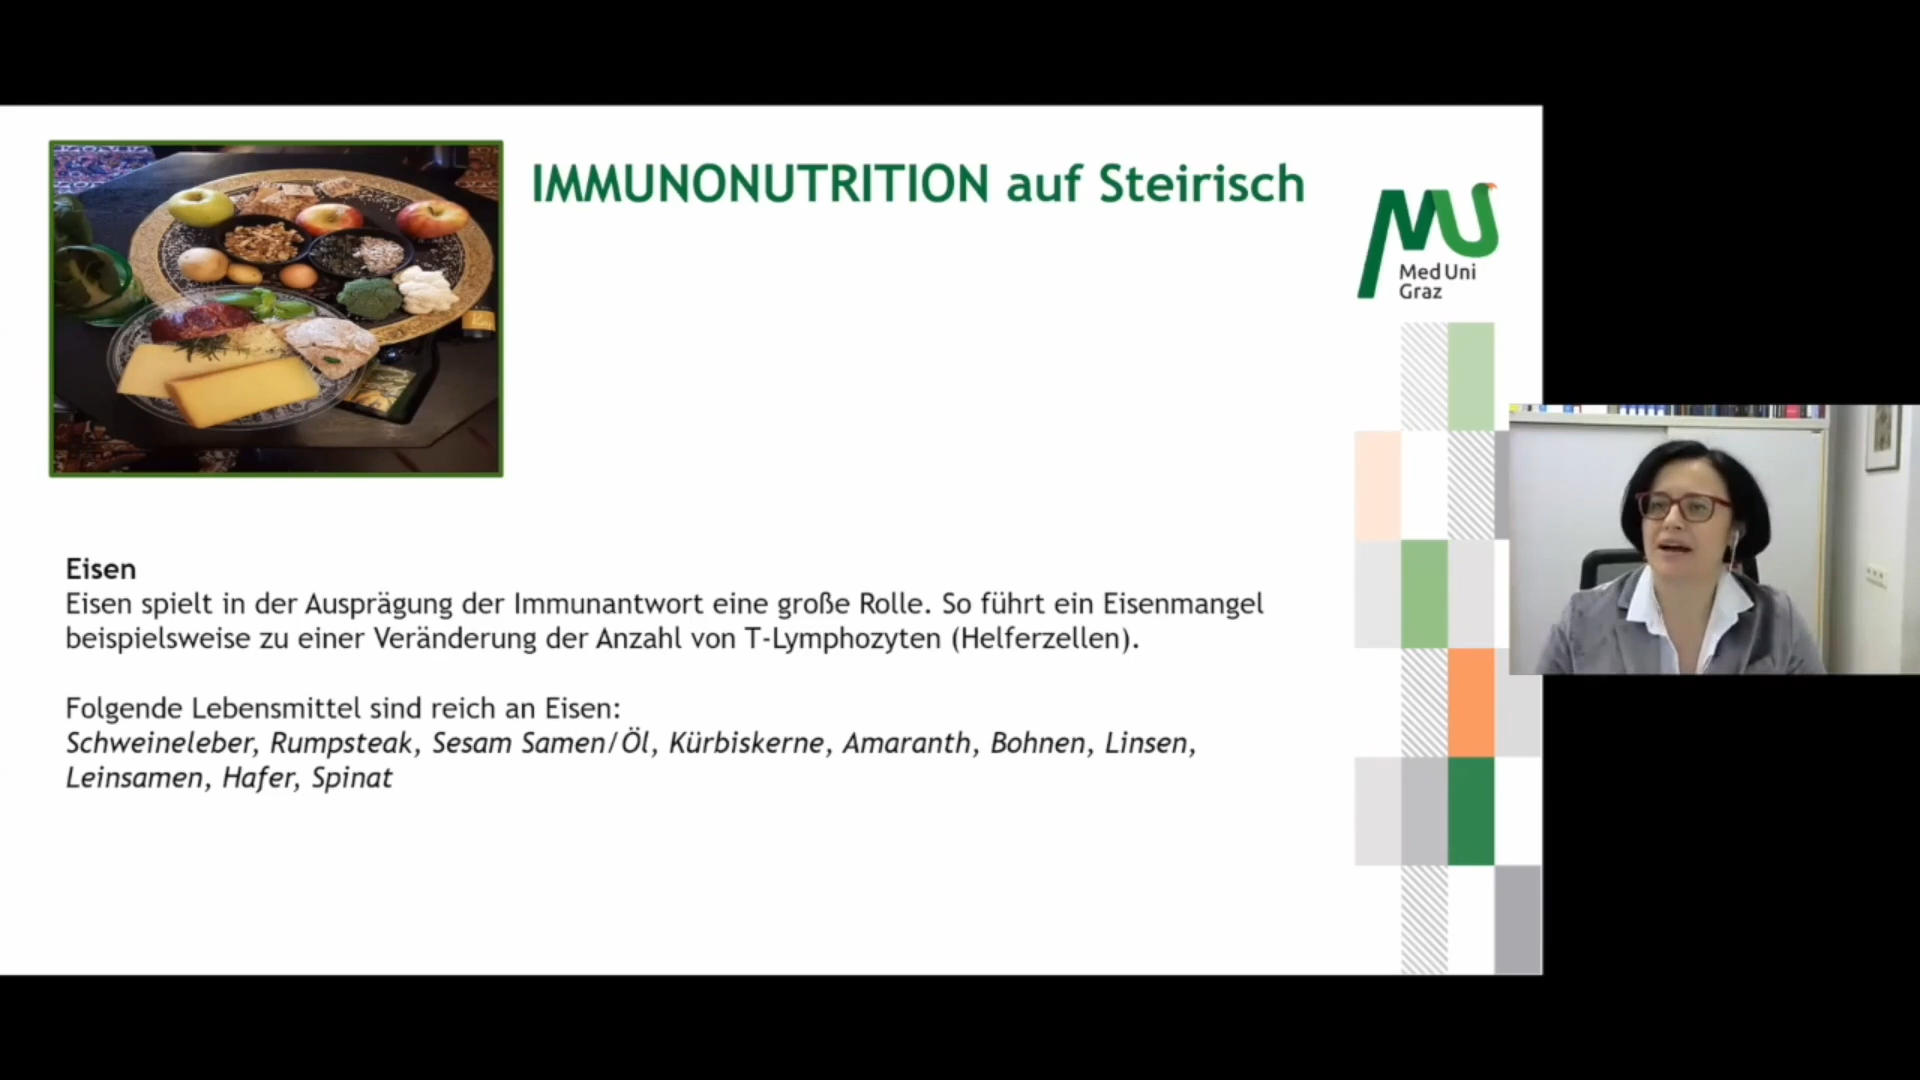 IMMUNONUTRITION auf Steirisch
Med Uni
Graz
Eisen
Eisen spielt in der Ausprägung der Immunantwort eine große Rolle. So führt ein Eisenmangel
beispielsweise zu einer Veränderung der Anzahl von T-Lymphozyten (Helferzellen).
Folgende Lebensmittel sind reich an Eisen:
Schweineleber, Rumpsteak, Sesam Samen/Öl, Kürbiskerne, Amaranth, Bohnen, Linsen,
Leinsamen, Hafer, Spinat